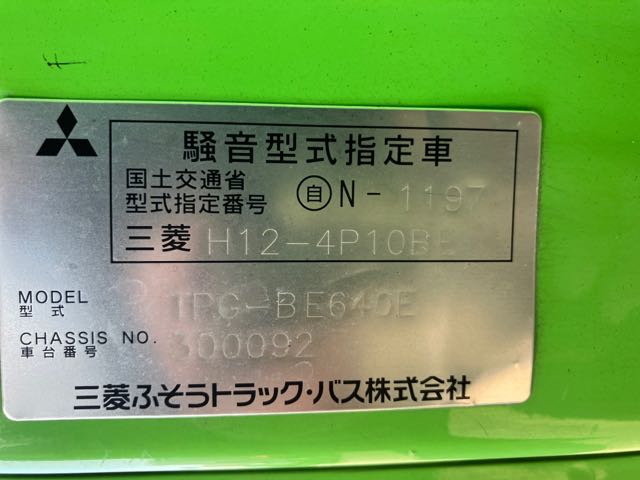 騒音型式指定車
国土交通省
型式指定番号 自 N-1197
三菱 H12-4P10BE
MODEL
型式 TPG-BE640E
CHASSIS NO.
車台番号 300092
三菱ふそうトラック・バス株式会社